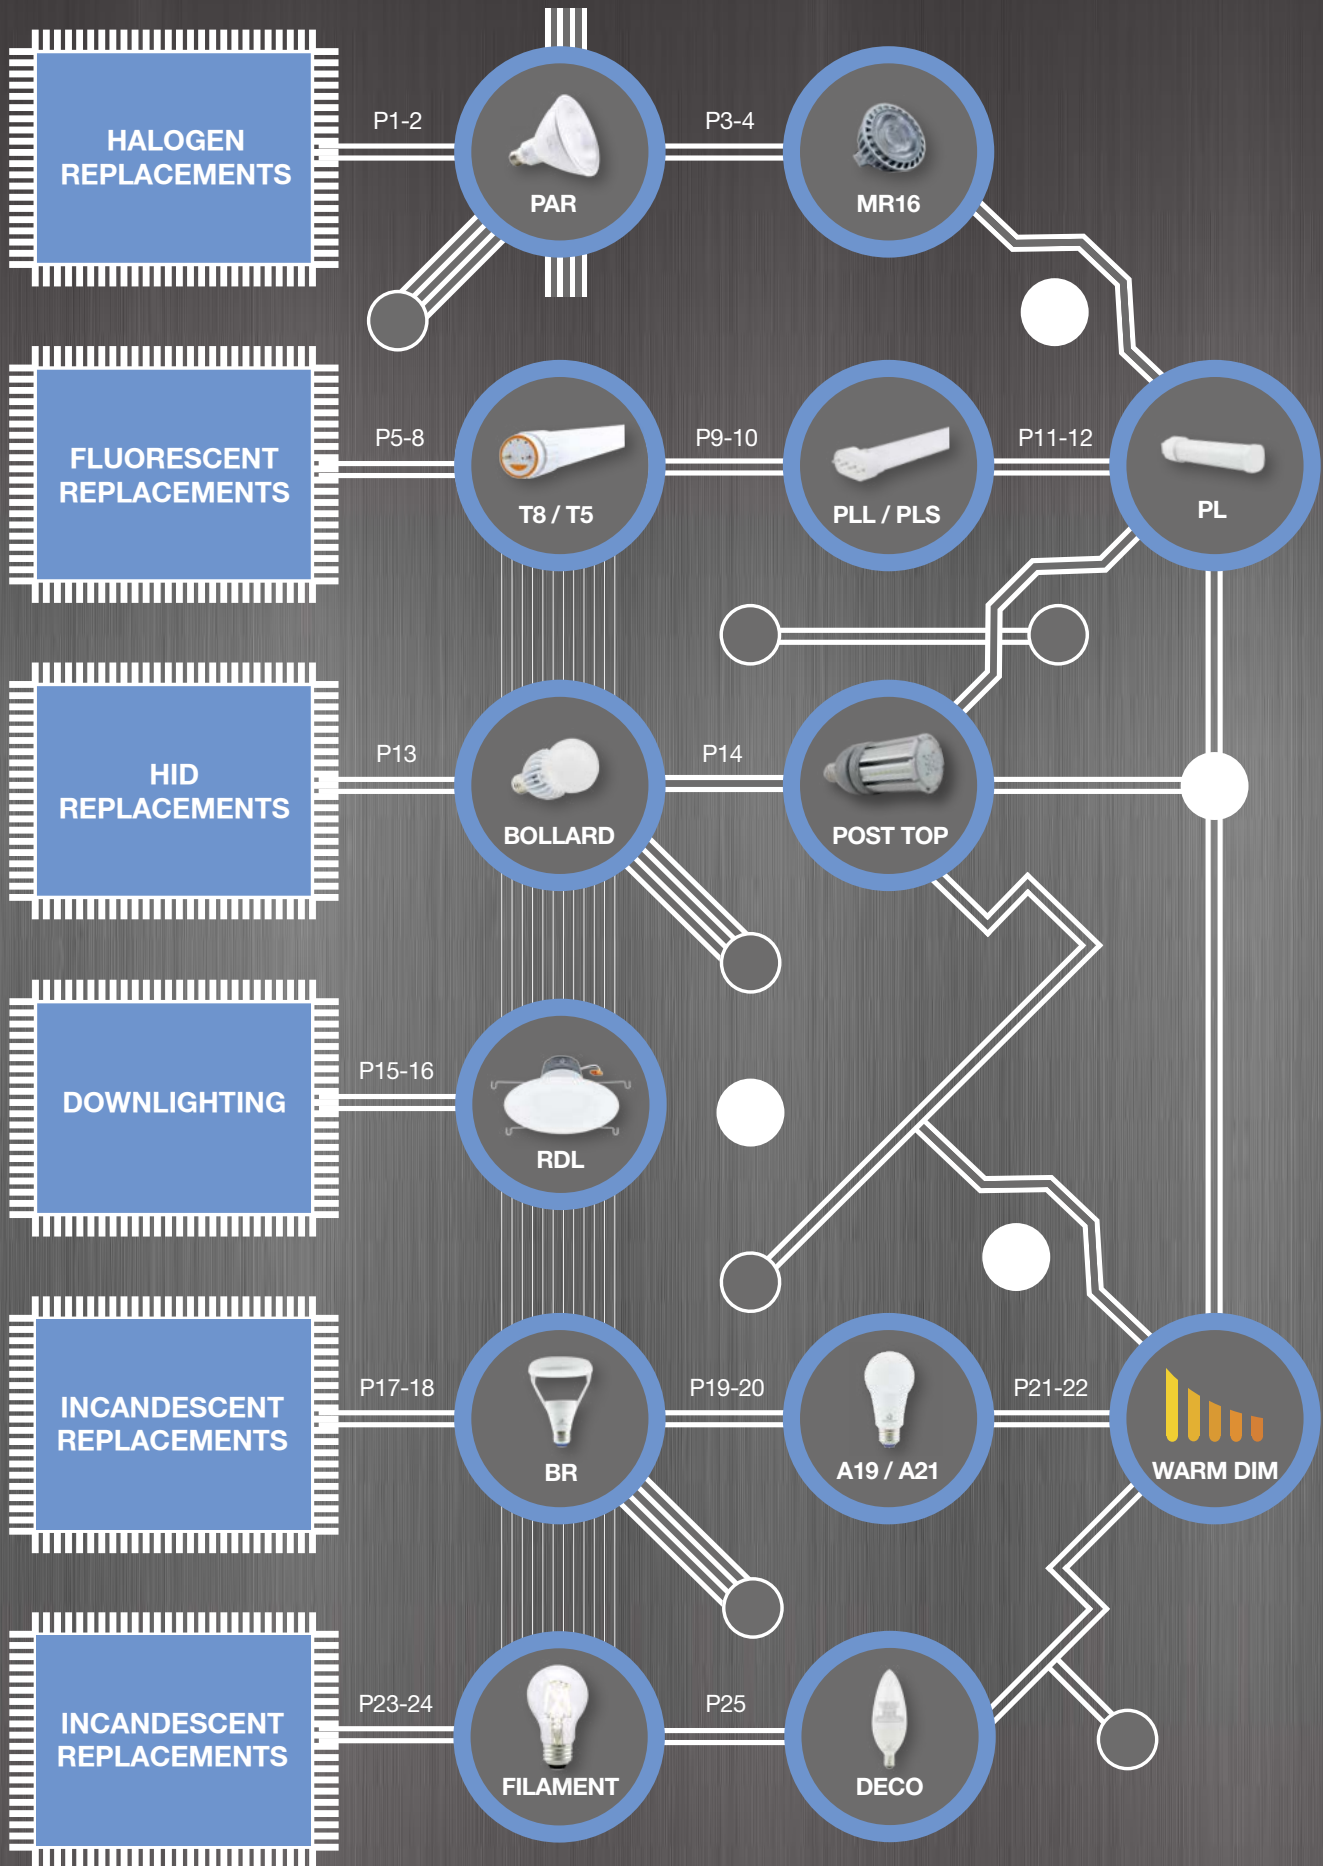 HALOGEN
REPLACEMENTS
P1-2
PAR
P3-4
MR16
FLUORESCENT
REPLACEMENTS
P5-8
T8 / T5
P9-10
PLL / PLS
P11-12
PL
HID
REPLACEMENTS
P13
BOLLARD
P14
POST TOP
DOWNLIGHTING
P15-16
RDL
INCANDESCENT
REPLACEMENTS
P17-18
BR
P19-20
A19 / A21
P21-22
WARM DIM
INCANDESCENT
REPLACEMENTS
P23-24
FILAMENT
P25
DECO